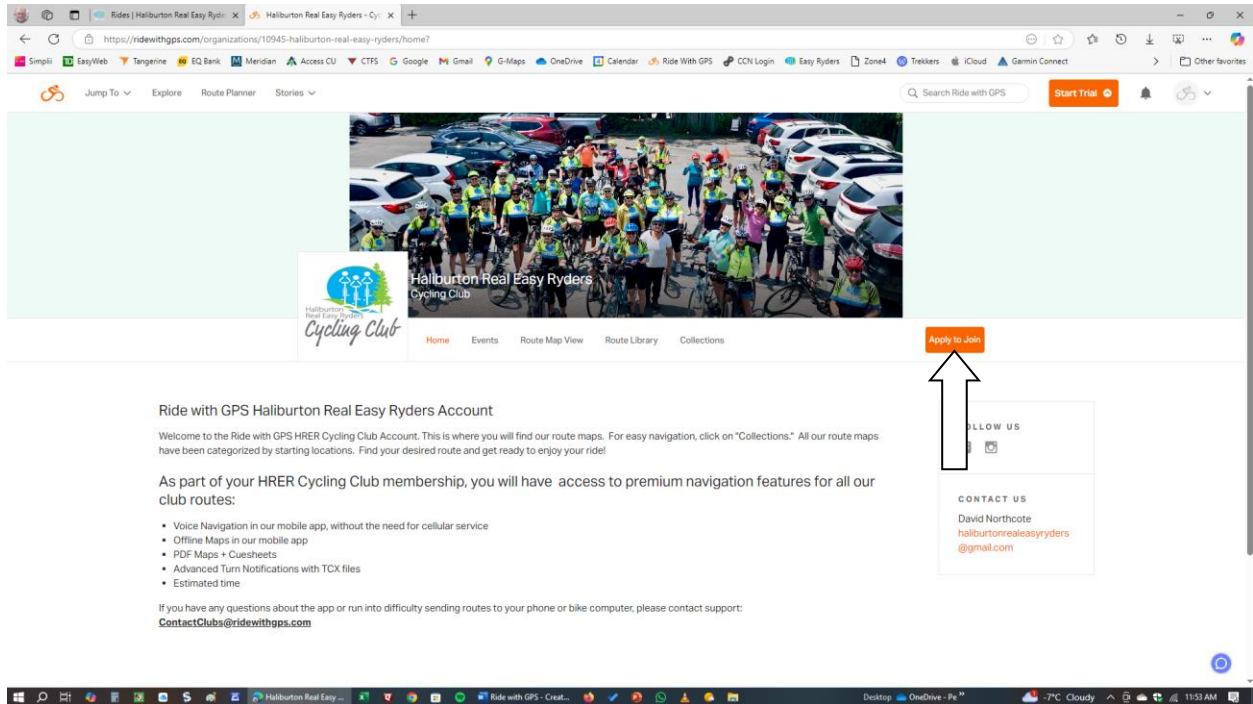 Rides | Haliburton Real Easy Ryde
Haliburton Real Easy Ryders - Cyc
https://ridewithgps.com/organizations/10945-haliburton-real-easy-ryders/home?
Simplii EasyWeb Tangerine EQ Bank Meridian Access CU CTFS Google Gmail G-Maps OneDrive Calendar Ride With GPS CCN Login Easy Ryders Zone4 Trekkers iCloud Garmin Connect Other favorites
Jump To Explore Route Planner Stories Search Ride with GPS Start Trial
Haliburton Real Easy Ryders
Cycling Club
Haliburton
Real Easy Ryders
Cycling Club
Home Events Route Map View Route Library Collections Apply to Join
Ride with GPS Haliburton Real Easy Ryders Account
Welcome to the Ride with GPS HRER Cycling Club Account. This is where you will find our route maps. For easy navigation, click on "Collections." All our route maps
have been categorized by starting locations. Find your desired route and get ready to enjoy your ride!
As part of your HRER Cycling Club membership, you will have access to premium navigation features for all our
club routes:
• Voice Navigation in our mobile app, without the need for cellular service
• Offline Maps in our mobile app
• PDF Maps + Cuesheets
• Advanced Turn Notifications with TCX files
• Estimated time
If you have any questions about the app or run into difficulty sending routes to your phone or bike computer, please contact support:
ContactClubs@ridewithgps.com
OLLOW US
CONTACT US
David Northcote
haliburtonrealeasyryders
@gmail.com
Haliburton Real Easy ... Ride with GPS - Creat... Desktop OneDrive - Pe -7°C Cloudy 11:53 AM